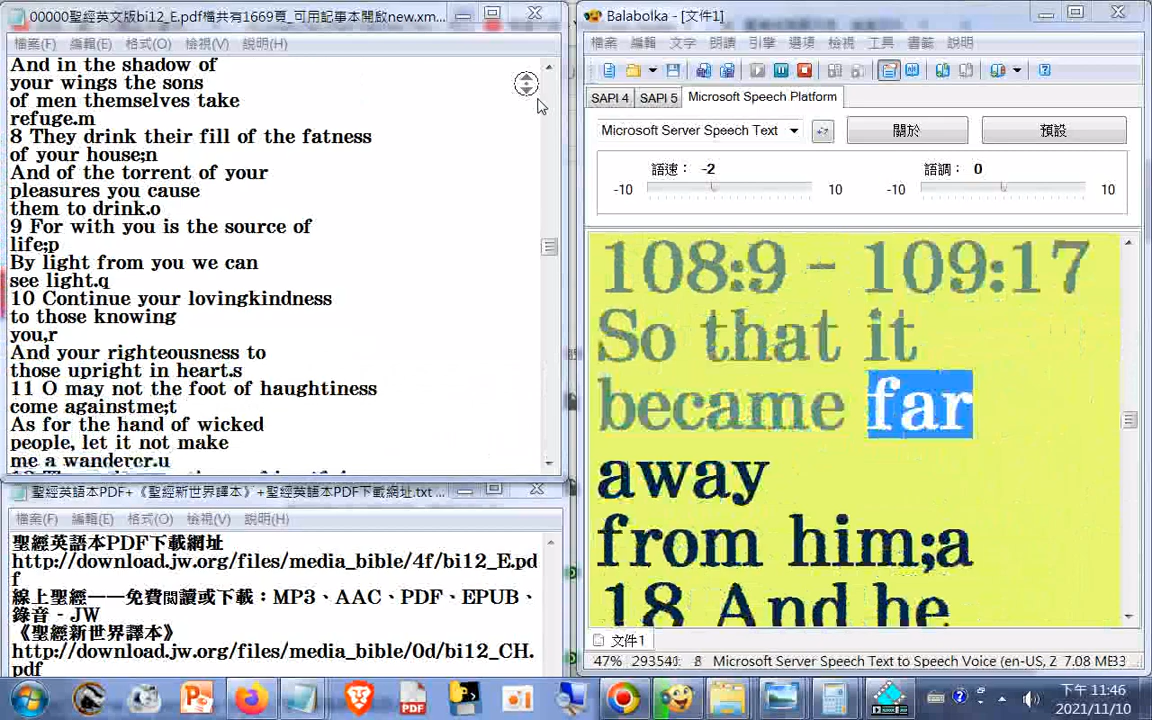 00000聖經英文版bi12_E.pdf檔共有1669頁_可用記事本開啟new.xm...
檔案(F) 編輯(E) 格式(O) 檢視(V) 說明(H)
And in the shadow of
your wings the sons
of men themselves take
refuge.m
8 They drink their fill of the fatness
of your house;n
And of the torrent of your
pleasures you cause
them to drink.o
9 For with you is the source of
life;p
By light from you we can
see light.q
10 Continue your lovingkindness
to those knowing
you,r
And your righteousness to
those upright in heart.s
11 O may not the foot of haughtiness
come againstme;t
As for the hand of wicked
people, let it not make
me a wanderer.u
聖經英語本PDF+《聖經新世界譯本》+聖經英語本PDF下載網址.txt ...
檔案(F) 編輯(E) 格式(O) 檢視(V) 說明(H)
聖經英語本PDF下載網址
http://download.jw.org/files/media_bible/4f/bi12_E.pd
f
線上聖經——免費閱讀或下載：MP3、AAC、PDF、EPUB、
錄音 - JW
《聖經新世界譯本》
http://download.jw.org/files/media_bible/0d/bi12_CH.
pdf
Balabolka - [文件1]
檔案 編輯 文字 朗讀 引擎 選項 檢視 工具 書籤 說明
SAPI 4 SAPI 5 Microsoft Speech Platform
Microsoft Server Speech Text 關於 預設
語速： -2 語調： 0
-10 10 -10 10
108:9 - 109:17
So that it
became far
away
from him;a
18 And he
文件1
47% 293541: 8 Microsoft Server Speech Text to Speech Voice (en-US, Z 7.08 MB
PDF
下午 11:46
2021/11/10